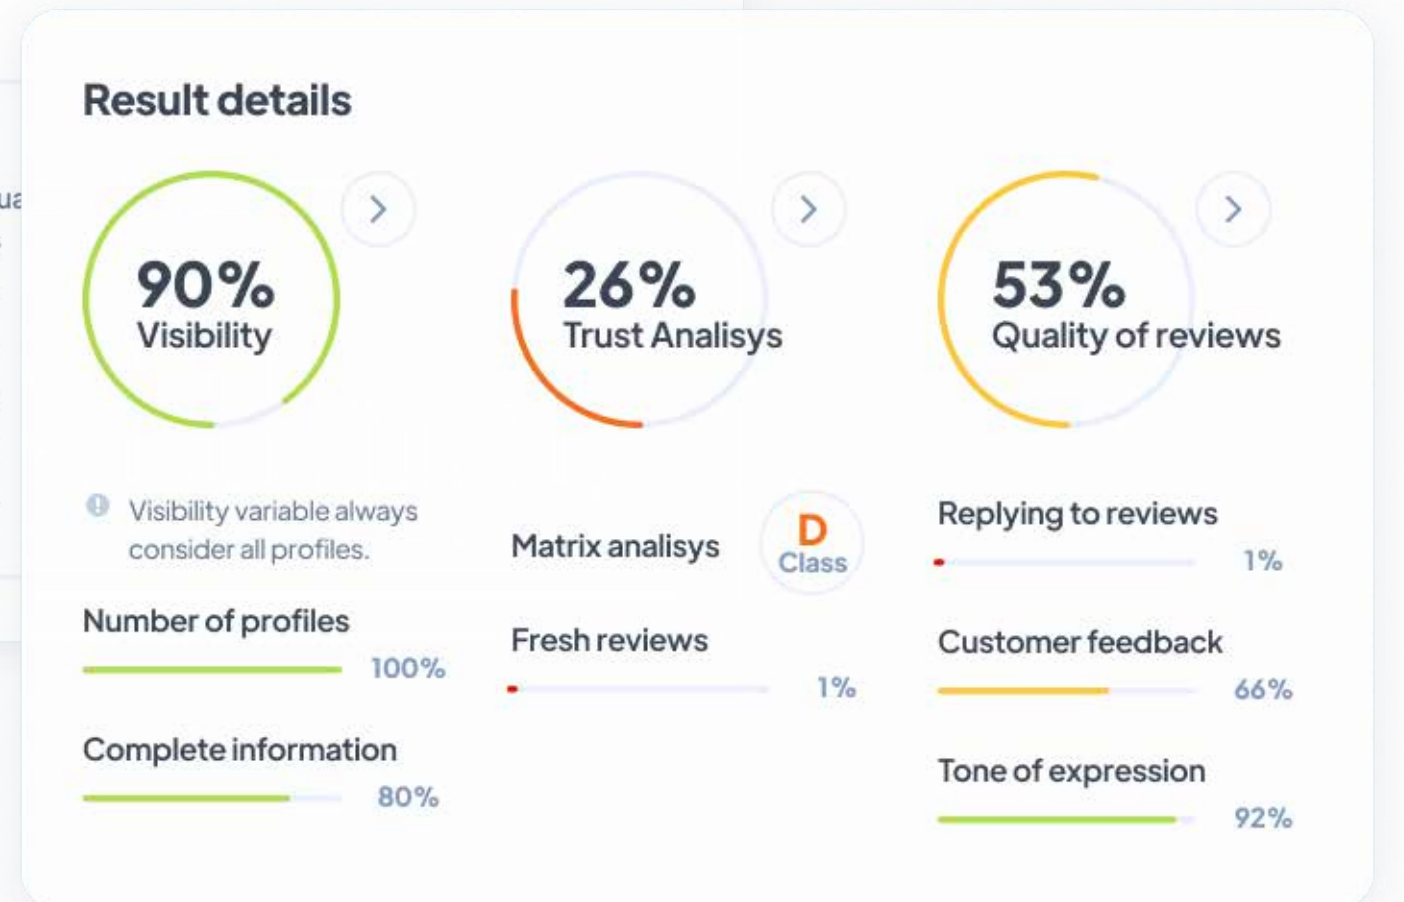 Result details
90%
Visibility
26%
Trust Analisys
53%
Quality of reviews
Visibility variable always
consider all profiles.
Number of profiles
100%
Complete information
80%
Matrix analisys
D
Class
Fresh reviews
1%
Replying to reviews
1%
Customer feedback
66%
Tone of expression
92%